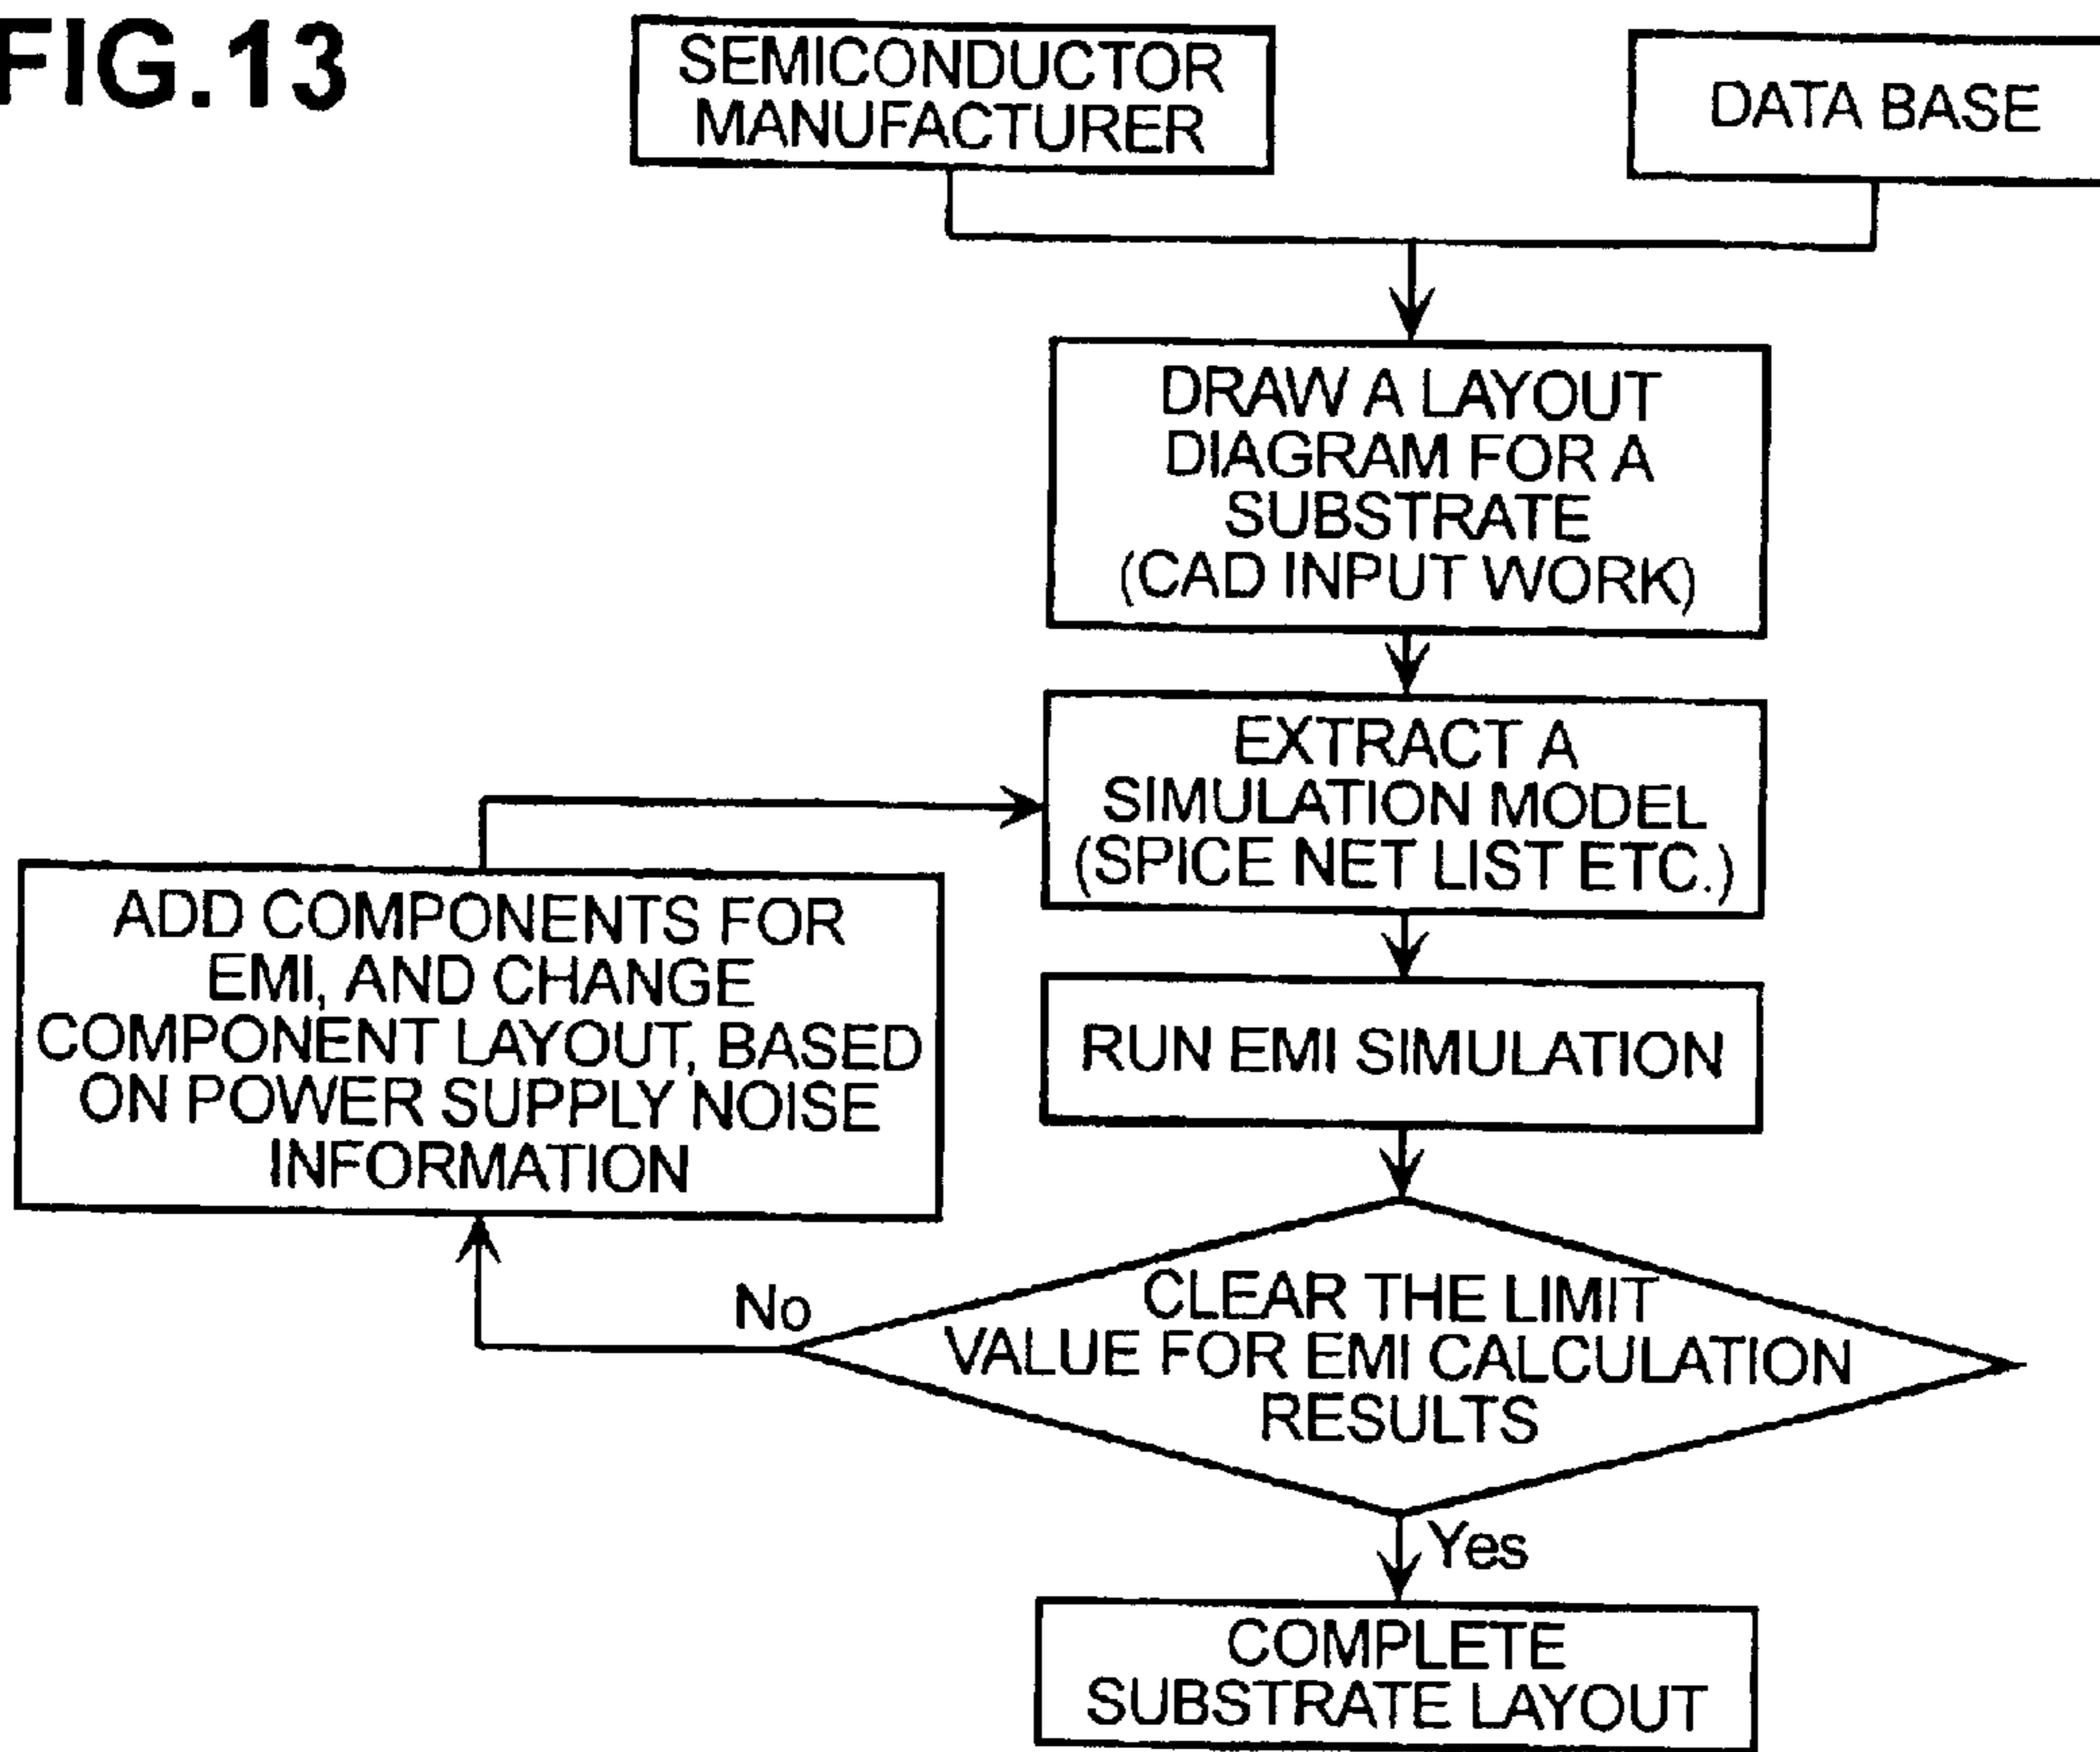 FIG.13
SEMICONDUCTOR
MANUFACTURER
DATA BASE
DRAW A LAYOUT
DIAGRAM FOR A
SUBSTRATE
(CAD INPUT WORK)
EXTRACT A
SIMULATION MODEL
(SPICE NET LIST ETC.)
ADD COMPONENTS FOR
EMI, AND CHANGE
COMPONENT LAYOUT, BASED
ON POWER SUPPLY NOISE
INFORMATION
RUN EMI SIMULATION
No
CLEAR THE LIMIT
VALUE FOR EMI CALCULATION
RESULTS
Yes
COMPLETE
SUBSTRATE LAYOUT